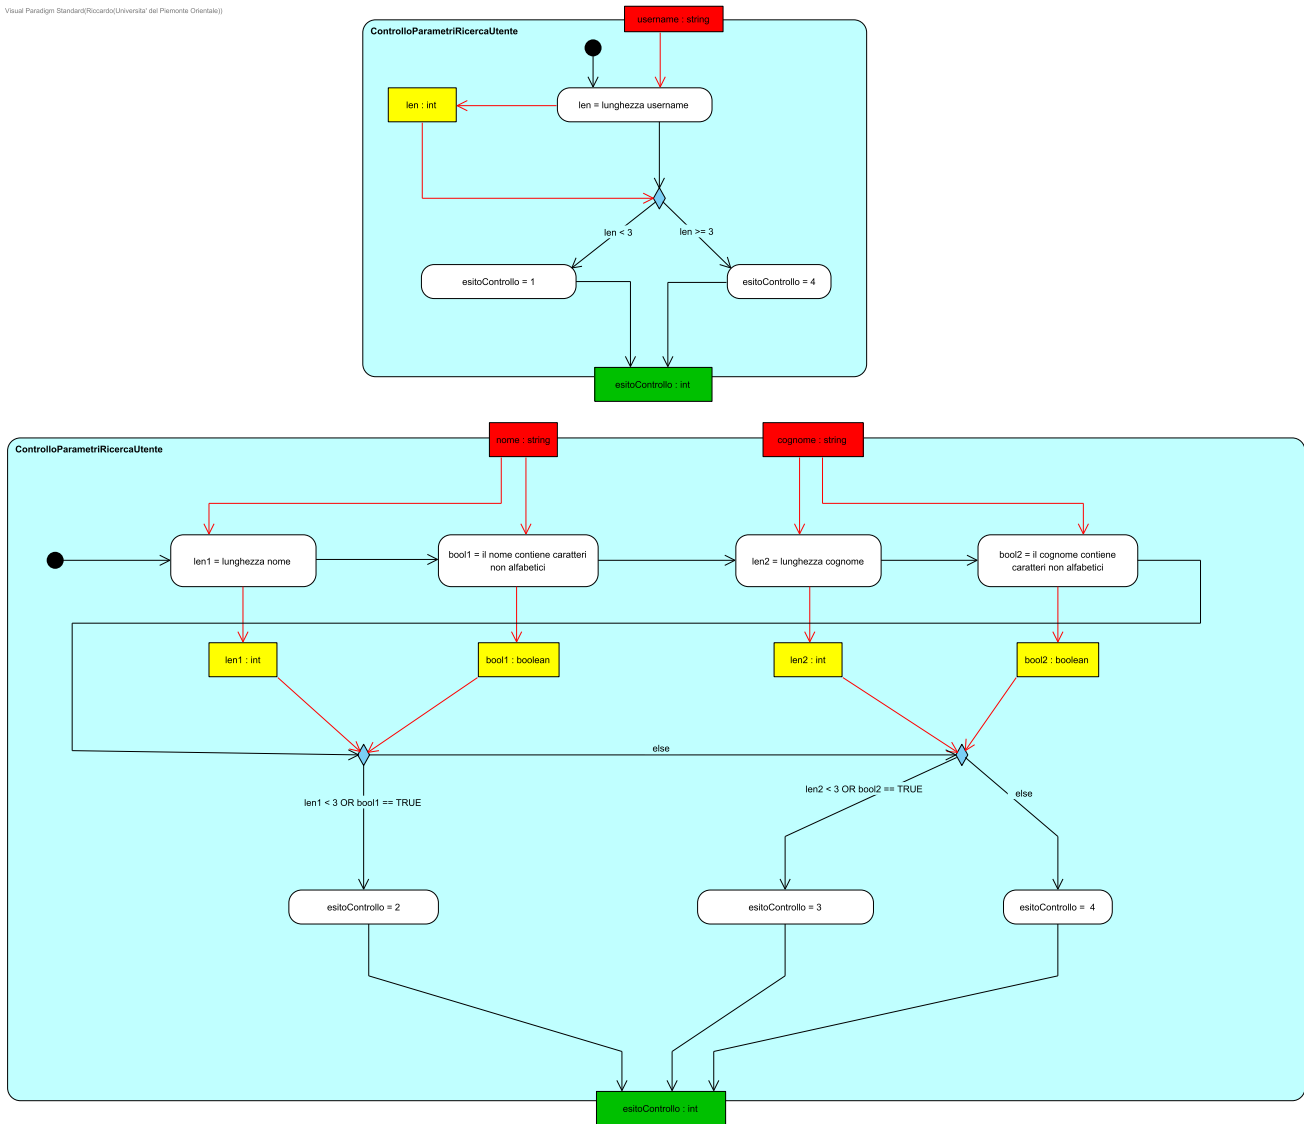 Visual Paradigm Standard(Riccardo(Universita' del Piemonte Orientale))
username : string
ControlloParametriRicercaUtente
len : int
len = lunghezza username
len < 3
len >= 3
esitoControllo = 1
esitoControllo = 4
esitoControllo : int
nome : string
cognome : string
ControlloParametriRicercaUtente
len1 = lunghezza nome
bool1 = il nome contiene caratteri
non alfabetici
len2 = lunghezza cognome
bool2 = il cognome contiene
caratteri non alfabetici
len1 : int
bool1 : boolean
len2 : int
bool2 : boolean
else
len1 < 3 OR bool1 == TRUE
len2 < 3 OR bool2 == TRUE
else
esitoControllo = 2
esitoControllo = 3
esitoControllo =  4
esitoControllo : int